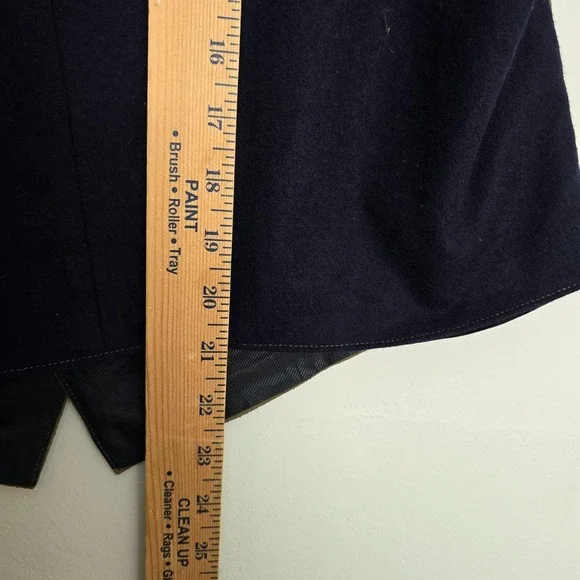 16
17
18
19
20
21
22
23
24
25
PAINT
• Brush • Roller • Tray
CLEAN UP
• Cleaner • Rags •